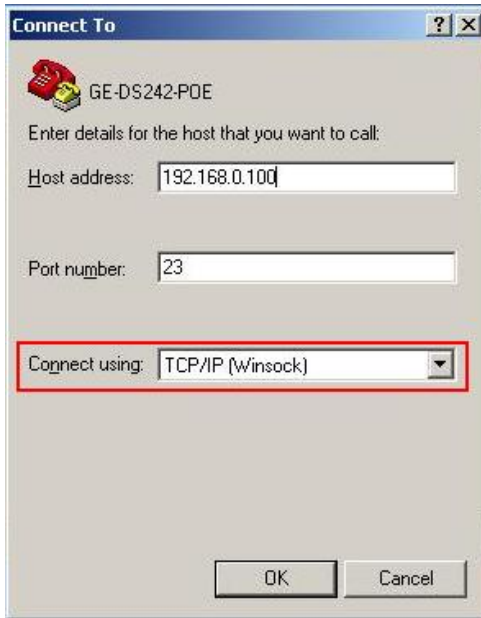 Connect To
GE-DS242-POE
Enter details for the host that you want to call:
Host address: 192.168.0.100
Port number: 23
Connect using: TCP/IP (Winsock)
OK Cancel